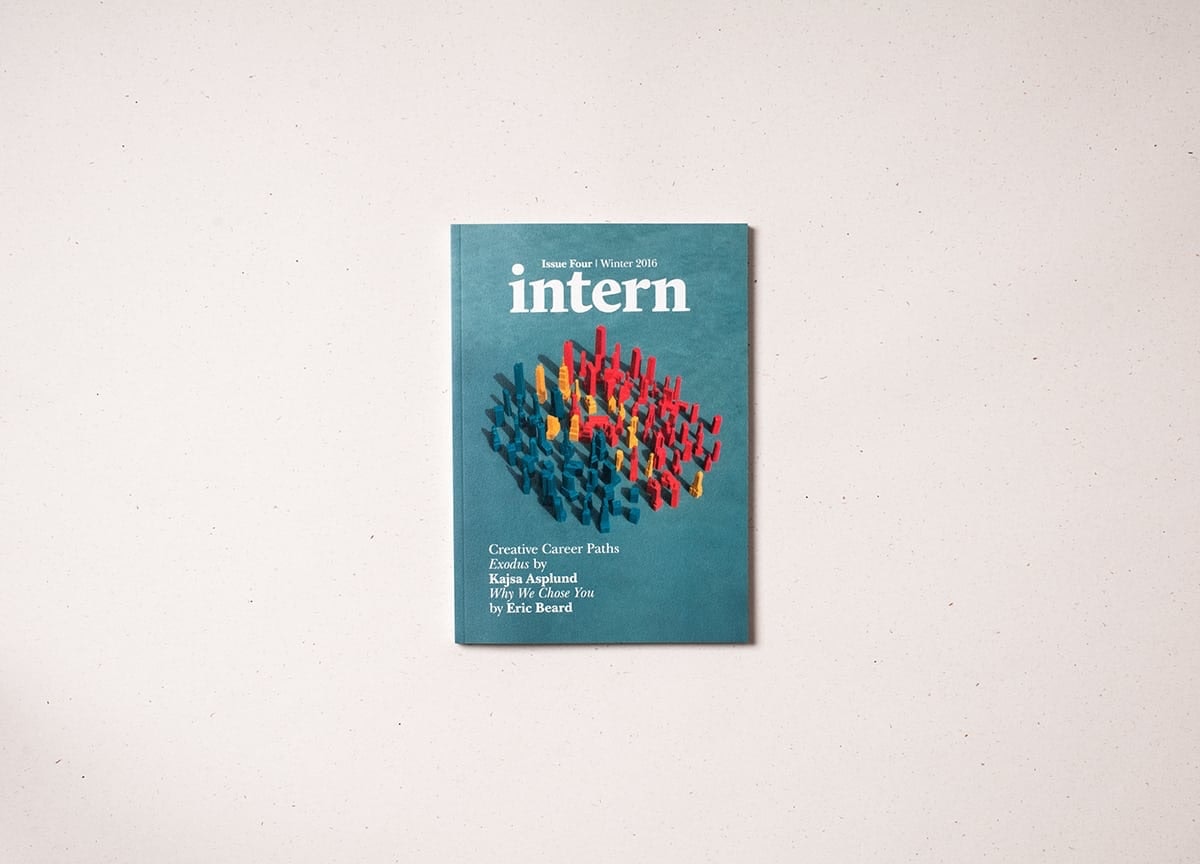 Issue Four | Winter 2016
intern
Creative Career Paths
Exodus by
Kajsa Asplund
Why We Chose You
by Eric Beard